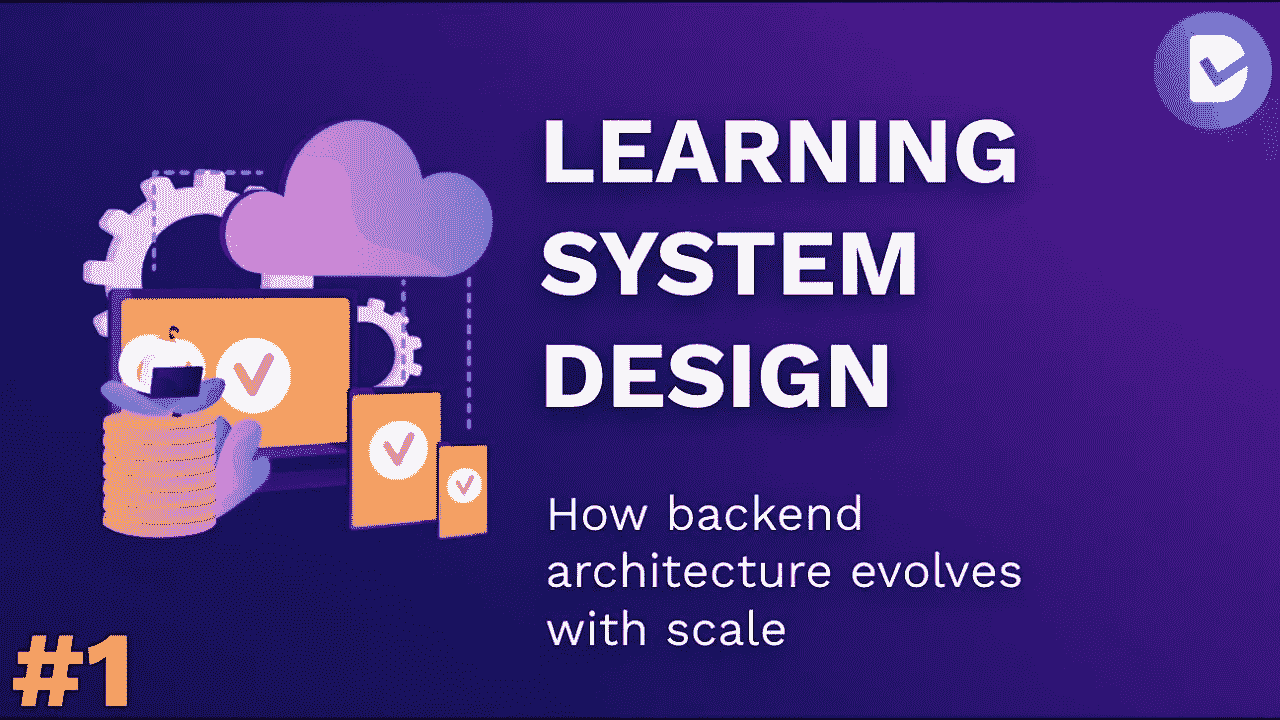 LEARNING
SYSTEM
DESIGN
How backend
architecture evolves
with scale
#1